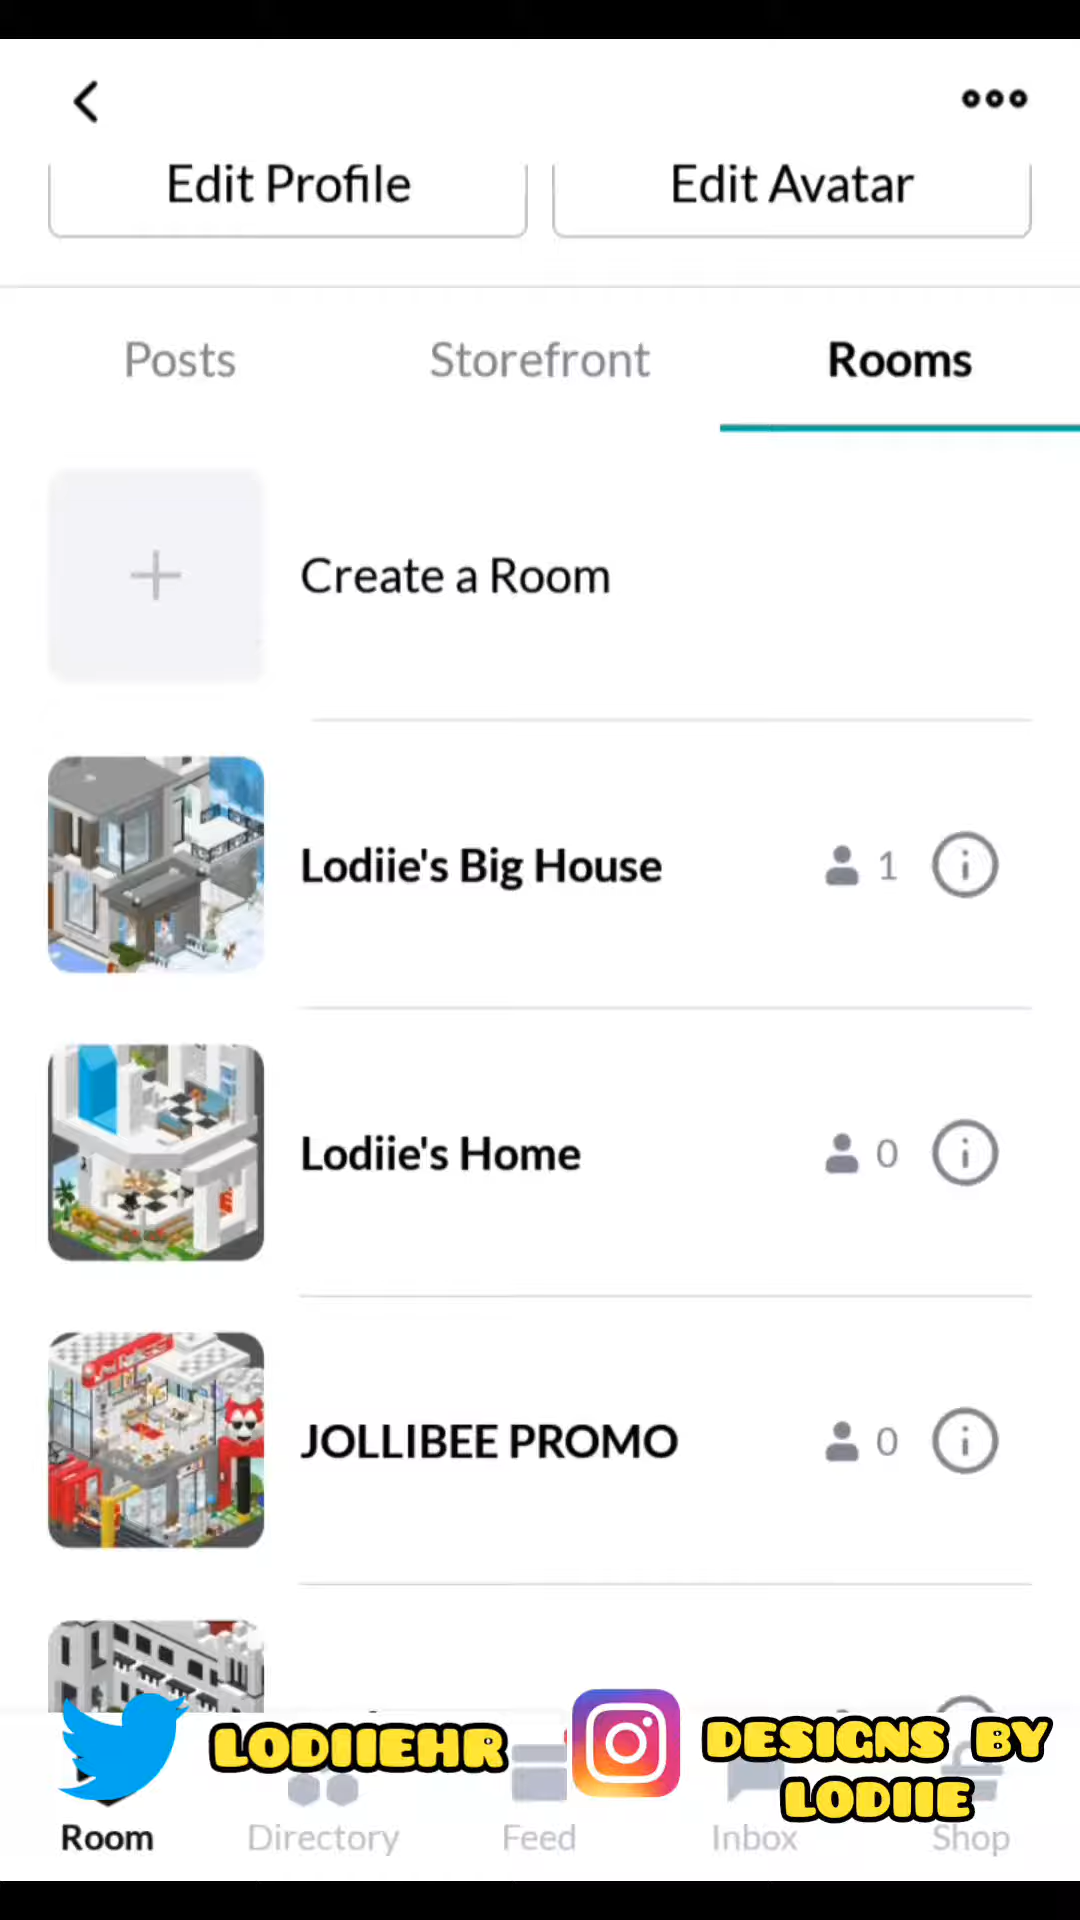 Edit Profile
Edit Avatar
Posts
Storefront
Rooms
Create a Room
Lodiie's Big House
1
Lodiie's Home
0
JOLLIBEE PROMO
0
LODIIEHR
DESIGNS BY
LODIIE
Room
Directory
Feed
Inbox
Shop